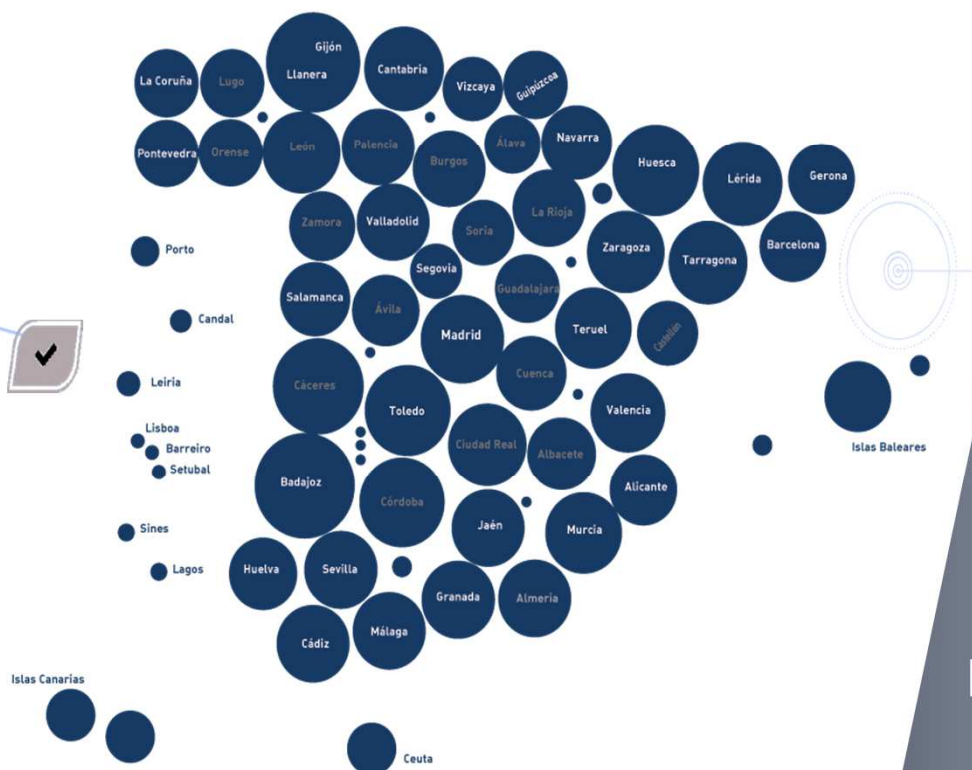 Gijón
Llanera
Cantabria
La Coruña
Lugo
Vizcaya
Guipúzcoa
Pontevedra
Orense
León
Palencia
Burgos
Álava
Navarra
Huesca
Lérida
Gerona
Zamora
Valladolid
Soria
La Rioja
Zaragoza
Tarragona
Barcelona
Porto
Segovia
Salamanca
Ávila
Guadalajara
Madrid
Teruel
Castellón
Candal
Leiria
Cáceres
Cuenca
Toledo
Valencia
Lisboa
Barreiro
Setubal
Ciudad Real
Albacete
Islas Baleares
Badajoz
Córdoba
Alicante
Jaén
Murcia
Sines
Lagos
Huelva
Sevilla
Granada
Almería
Cádiz
Málaga
Islas Canarias
Ceuta